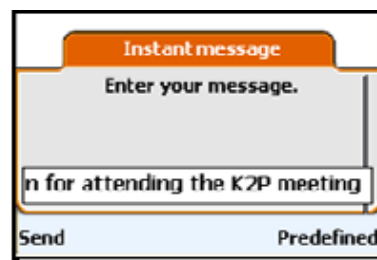 Instant message
Enter your message.
n for attending the K2P meeting
Send Predefined